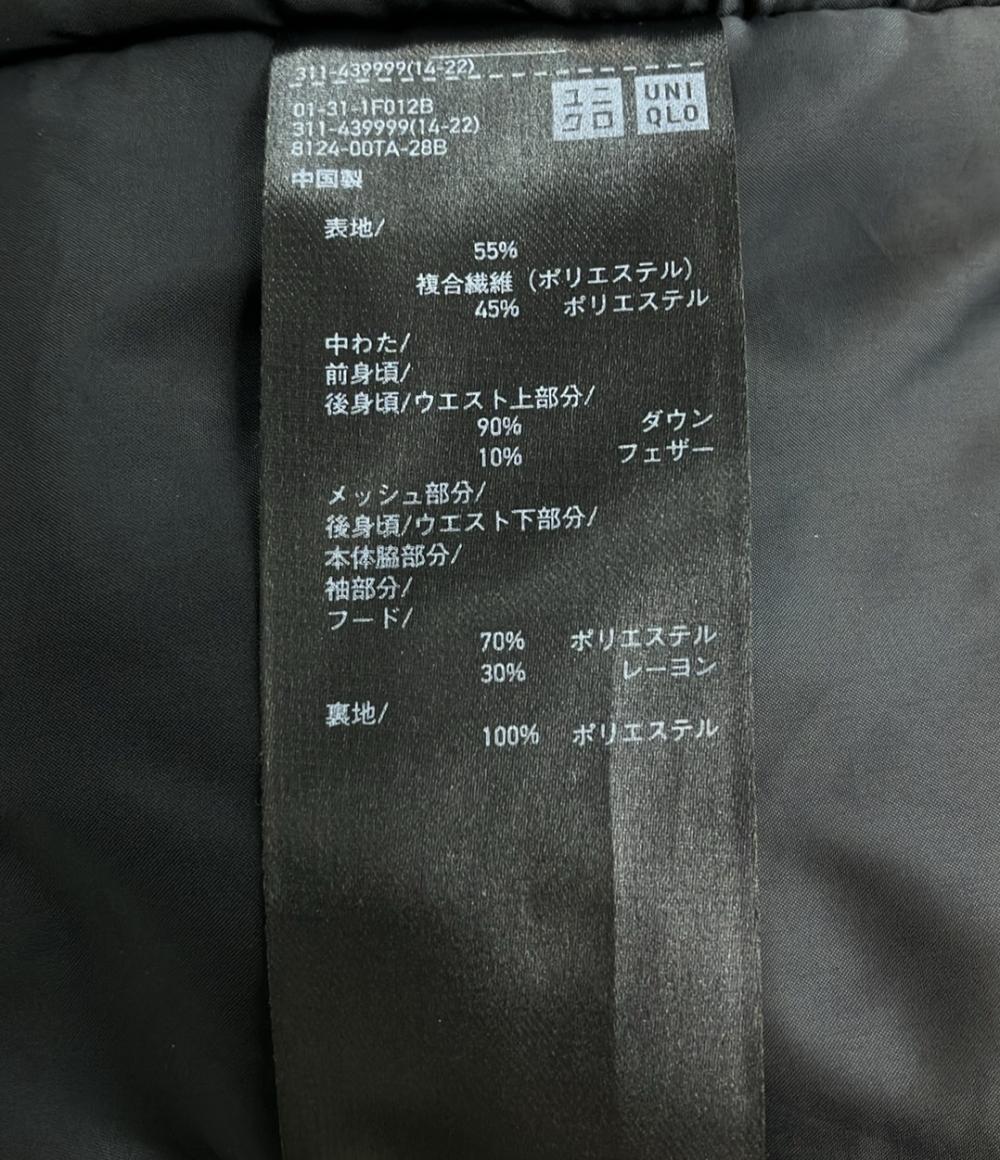 311-439999(14-22)
ユニ
クロ
UNI
QLO
01-31-1F012B
311-439999(14-22)
8124-00TA-28B
中国製
表地/
55%
複合繊維 (ポリエステル)
45% ポリエステル
中わた/
前身頃/
後身頃/ウエスト上部分/
90% ダウン
10% フェザー
メッシュ部分/
後身頃/ウエスト下部分/
本体脇部分/
袖部分/
フード/
70% ポリエステル
30% レーヨン
裏地/
100% ポリエステル